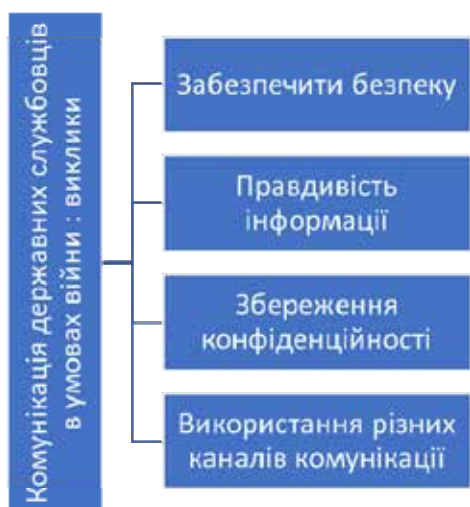 Комунікація державних службовців
в умовах війни : виклики
Забезпечити безпеку
Правдивість
інформації
Збереження
конфіденційності
Використання різних
каналів комунікації